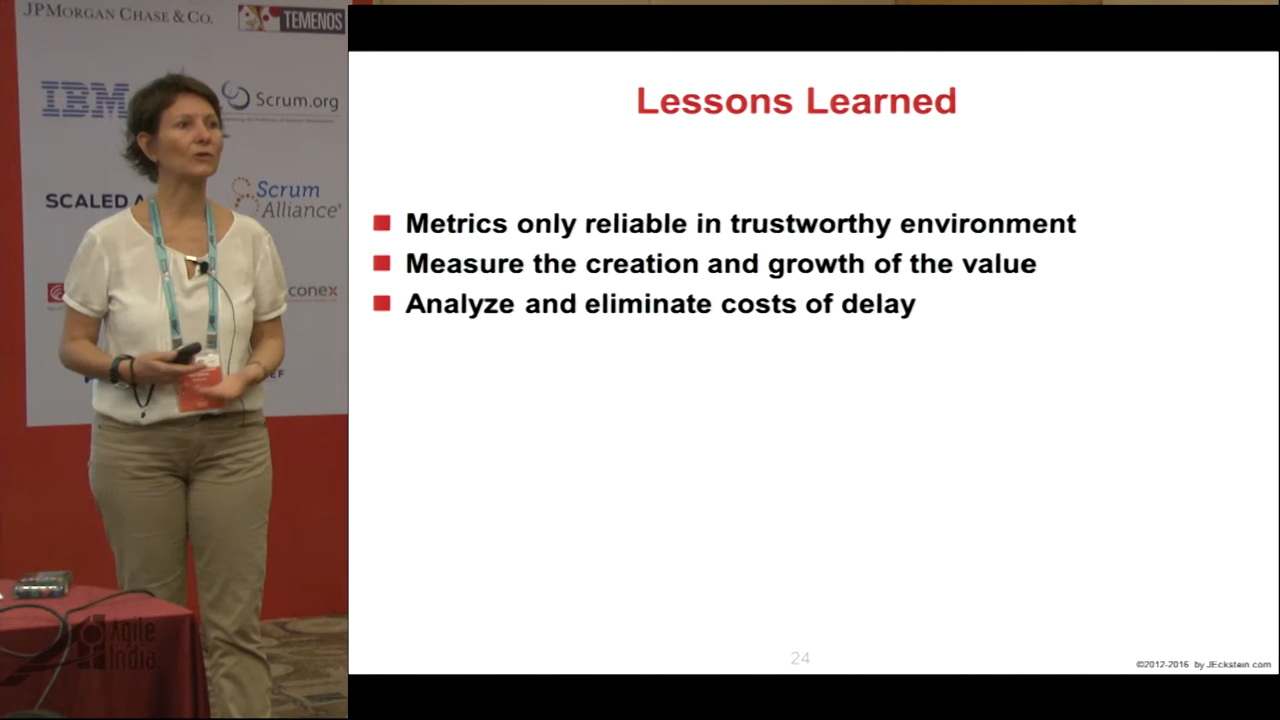 JPMORGAN CHASE & CO.
TEMENOS
IBM
Scrum.org
SCALED A
Scrum
Alliance
conex
EF
Agile
India
Lessons Learned
Metrics only reliable in trustworthy environment
Measure the creation and growth of the value
Analyze and eliminate costs of delay
24
©2012-2016 by JEckstein.com